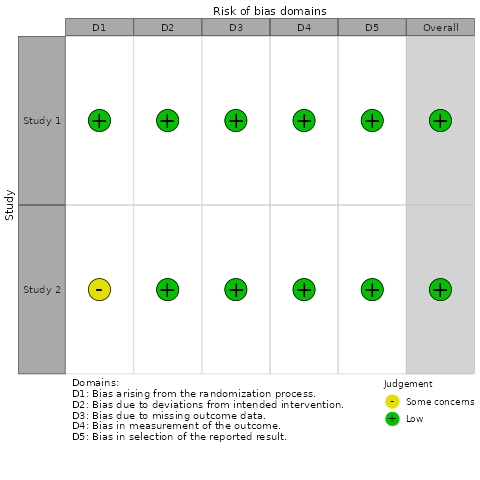 Risk of bias domains
D1 D2 D3 D4 D5 Overall
Study
Study 1 + + + + + +
Study 2 - + + + + +
Domains:
D1: Bias arising from the randomization process.
D2: Bias due to deviations from intended intervention.
D3: Bias due to missing outcome data.
D4: Bias in measurement of the outcome.
D5: Bias in selection of the reported result.
Judgement
- Some concerns
+ Low